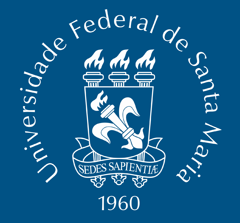 Universidade Federal de Santa Maria
SEDES SAPIENTIÆ
1960